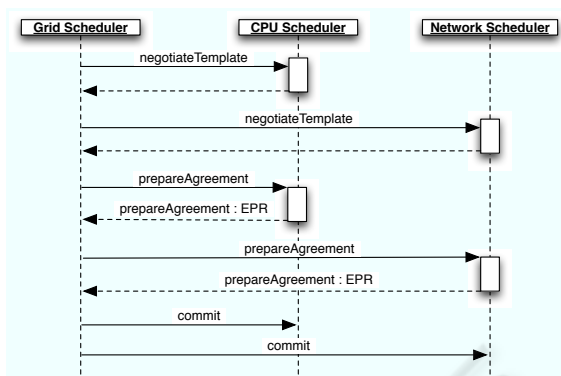 Grid Scheduler
CPU Scheduler
Network Scheduler
negotiateTemplate
negotiateTemplate
prepareAgreement
prepareAgreement : EPR
prepareAgreement
prepareAgreement : EPR
commit
commit